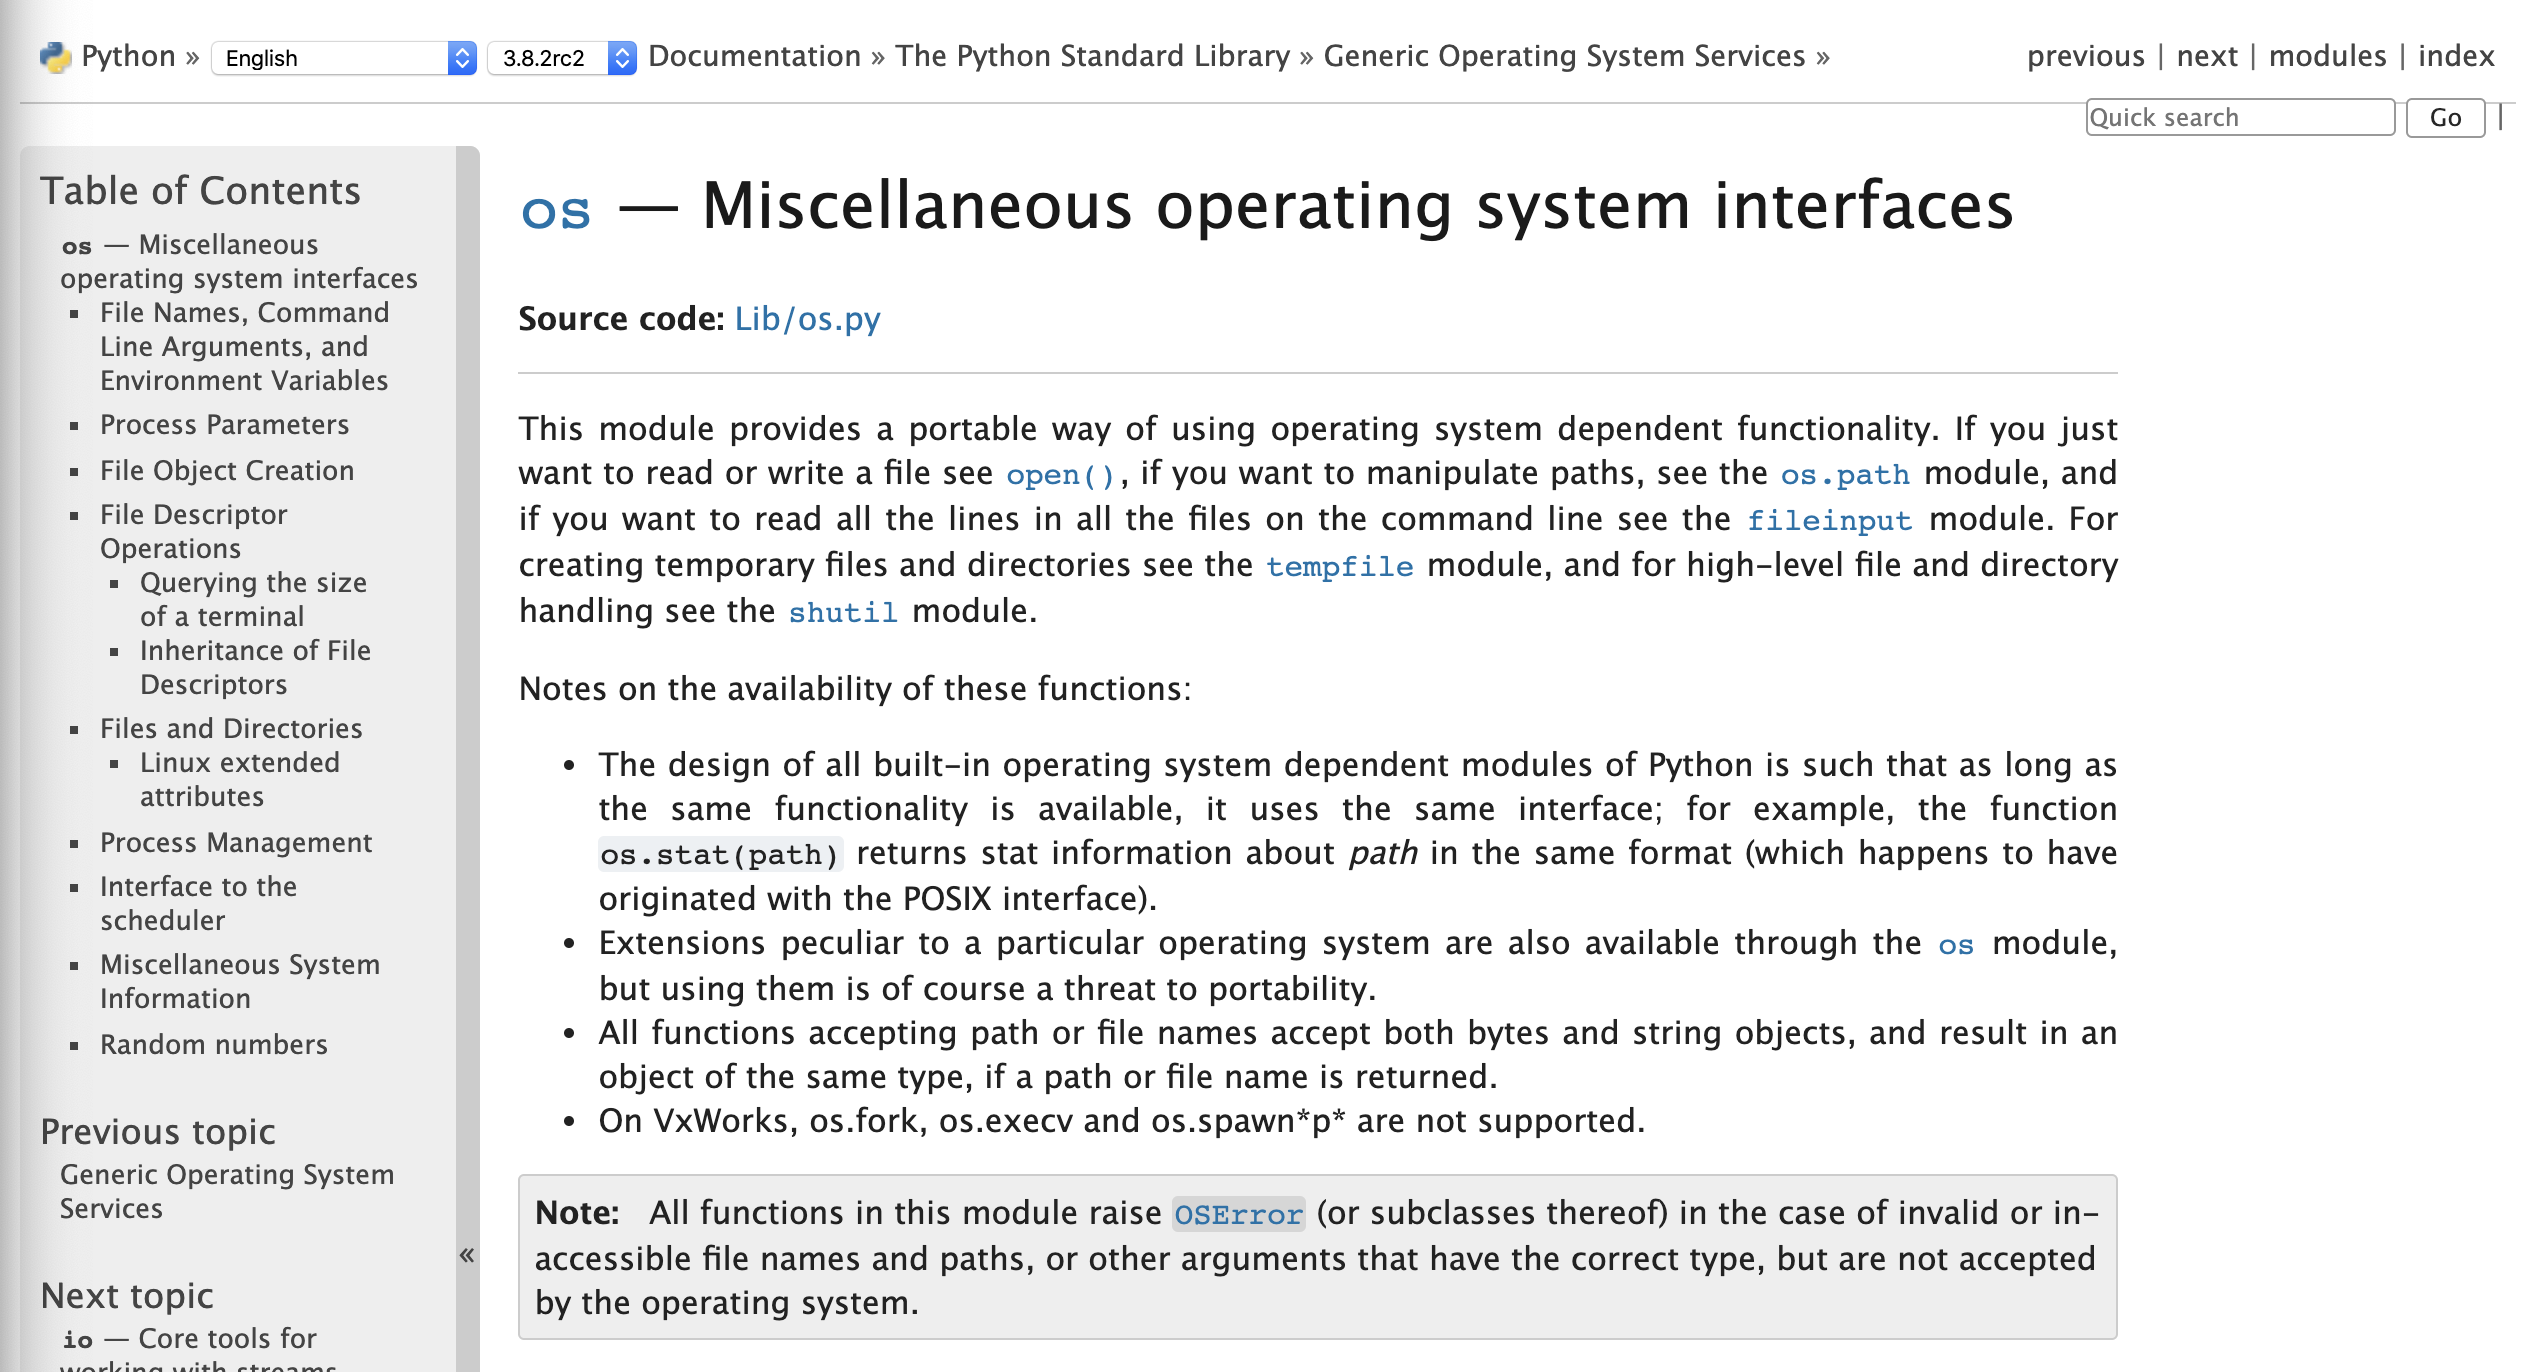 Python » English 3.8.2rc2 Documentation » The Python Standard Library » Generic Operating System Services » previous | next | modules | index
Quick search Go |
Table of Contents
os — Miscellaneous
operating system interfaces
▪ File Names, Command
Line Arguments, and
Environment Variables
▪ Process Parameters
▪ File Object Creation
▪ File Descriptor
Operations
▪ Querying the size
of a terminal
▪ Inheritance of File
Descriptors
▪ Files and Directories
▪ Linux extended
attributes
▪ Process Management
▪ Interface to the
scheduler
▪ Miscellaneous System
Information
▪ Random numbers
Previous topic
Generic Operating System
Services
Next topic
io — Core tools for
working with streams
«
os — Miscellaneous operating system interfaces
Source code: Lib/os.py
This module provides a portable way of using operating system dependent functionality. If you just
want to read or write a file see open(), if you want to manipulate paths, see the os.path module, and
if you want to read all the lines in all the files on the command line see the fileinput module. For
creating temporary files and directories see the tempfile module, and for high-level file and directory
handling see the shutil module.
Notes on the availability of these functions:
• The design of all built-in operating system dependent modules of Python is such that as long as
the same functionality is available, it uses the same interface; for example, the function
os.stat(path) returns stat information about path in the same format (which happens to have
originated with the POSIX interface).
• Extensions peculiar to a particular operating system are also available through the os module,
but using them is of course a threat to portability.
• All functions accepting path or file names accept both bytes and string objects, and result in an
object of the same type, if a path or file name is returned.
• On VxWorks, os.fork, os.execv and os.spawn*p* are not supported.
Note: All functions in this module raise OSError (or subclasses thereof) in the case of invalid or in-
accessible file names and paths, or other arguments that have the correct type, but are not accepted
by the operating system.